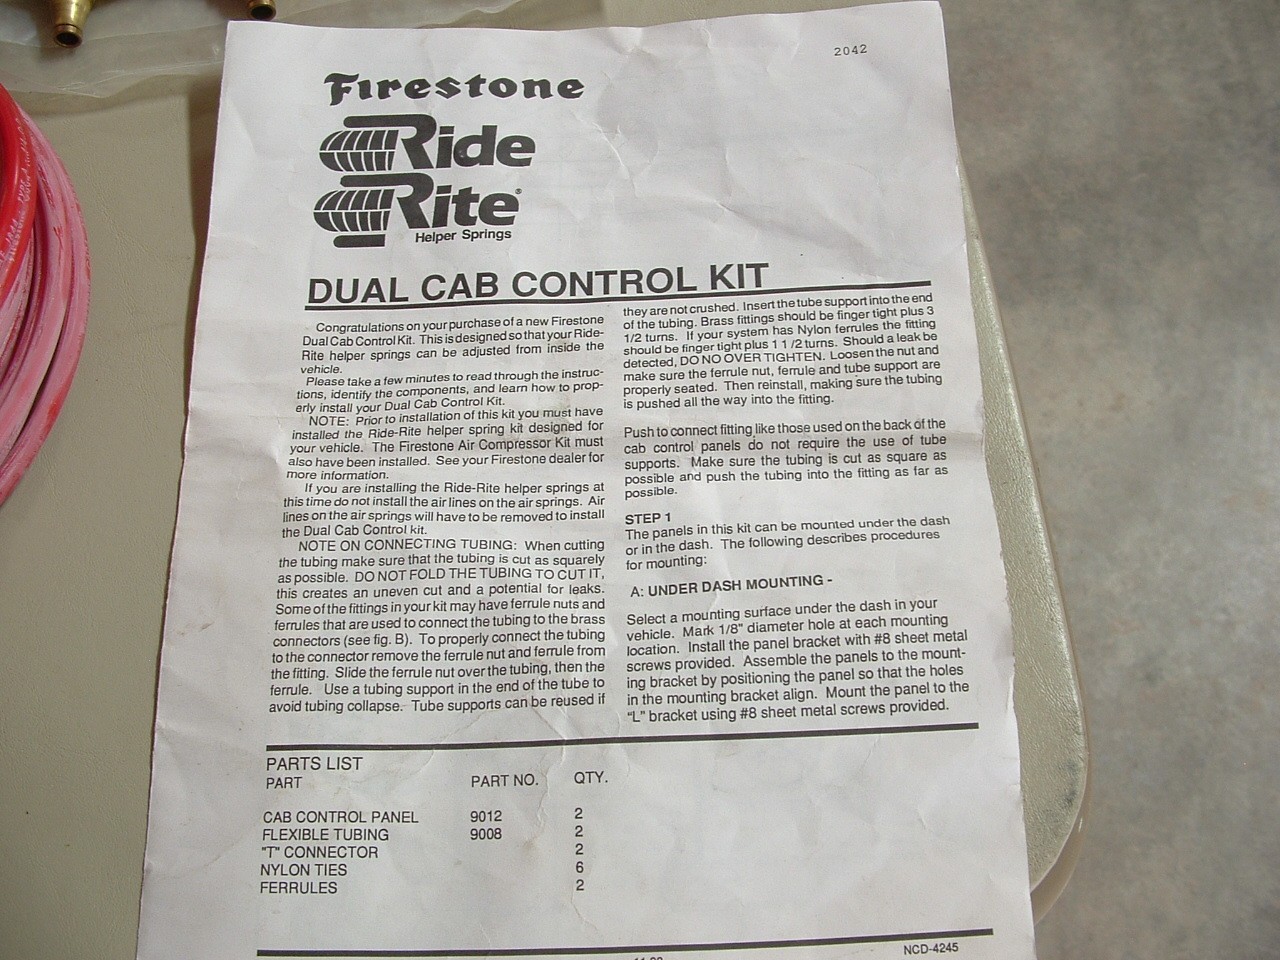 2042
Firestone
Ride
Rite®
Helper Springs
DUAL CAB CONTROL KIT
Congratulations on your purchase of a new Firestone
Dual Cab Control Kit. This is designed so that your Ride-
Rite helper springs can be adjusted from inside the
vehicle.
Please take a few minutes to read through the instruc-
tions, identify the components, and learn how to prop-
erly install your Dual Cab Control Kit.
NOTE: Prior to installation of this kit you must have
installed the Ride-Rite helper spring kit designed for
your vehicle. The Firestone Air Compressor Kit must
also have been installed. See your Firestone dealer for
more information.
If you are installing the Ride-Rite helper springs at
this time do not install the air lines on the air springs. Air
lines on the air springs will have to be removed to install
the Dual Cab Control kit.
NOTE ON CONNECTING TUBING: When cutting
the tubing make sure that the tubing is cut as squarely
as possible. DO NOT FOLD THE TUBING TO CUT IT,
this creates an uneven cut and a potential for leaks.
Some of the fittings in your kit may have ferrule nuts and
ferrules that are used to connect the tubing to the brass
connectors (see fig. B). To properly connect the tubing
to the connector remove the ferrule nut and ferrule from
the fitting. Slide the ferrule nut over the tubing, then the
ferrule. Use a tubing support in the end of the tube to
avoid tubing collapse. Tube supports can be reused if
they are not crushed. Insert the tube support into the end
of the tubing. Brass fittings should be finger tight plus 3
1/2 turns. If your system has Nylon ferrules the fitting
should be finger tight plus 1 1 /2 turns. Should a leak be
detected, DO NO OVER TIGHTEN. Loosen the nut and
make sure the ferrule nut, ferrule and tube support are
properly seated. Then reinstall, making sure the tubing
is pushed all the way into the fitting.
Push to connect fitting like those used on the back of the
cab control panels do not require the use of tube
supports. Make sure the tubing is cut as square as
possible and push the tubing into the fitting as far as
possible.
STEP 1
The panels in this kit can be mounted under the dash
or in the dash. The following describes procedures
for mounting:
A: UNDER DASH MOUNTING -
Select a mounting surface under the dash in your
vehicle. Mark 1/8" diameter hole at each mounting
location. Install the panel bracket with #8 sheet metal
screws provided. Assemble the panels to the mount-
ing bracket by positioning the panel so that the holes
in the mounting bracket align. Mount the panel to the
"L" bracket using #8 sheet metal screws provided.
PARTS LIST
PART PART NO. QTY.
CAB CONTROL PANEL 9012 2
FLEXIBLE TUBING 9008 2
"T" CONNECTOR 2
NYLON TIES 6
FERRULES 2
NCD-4245